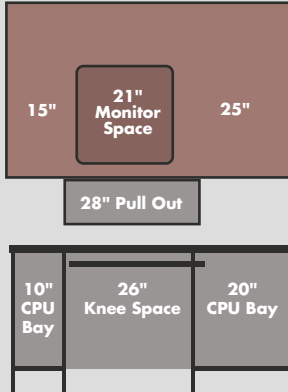 15"
21"
Monitor
Space
25"
28" Pull Out
10"
CPU
Bay
26"
Knee Space
20"
CPU Bay